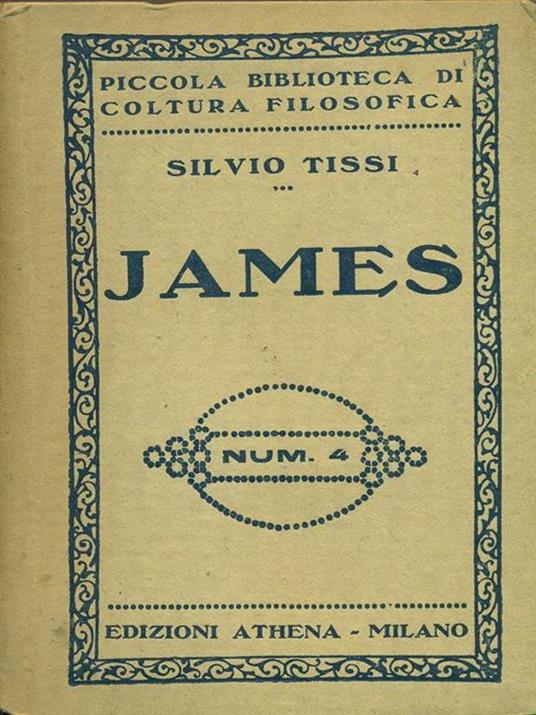 PICCOLA BIBLIOTECA DI
COLTURA FILOSOFICA
SILVIO TISSI
JAMES
NUM. 4
EDIZIONI ATHENA - MILANO